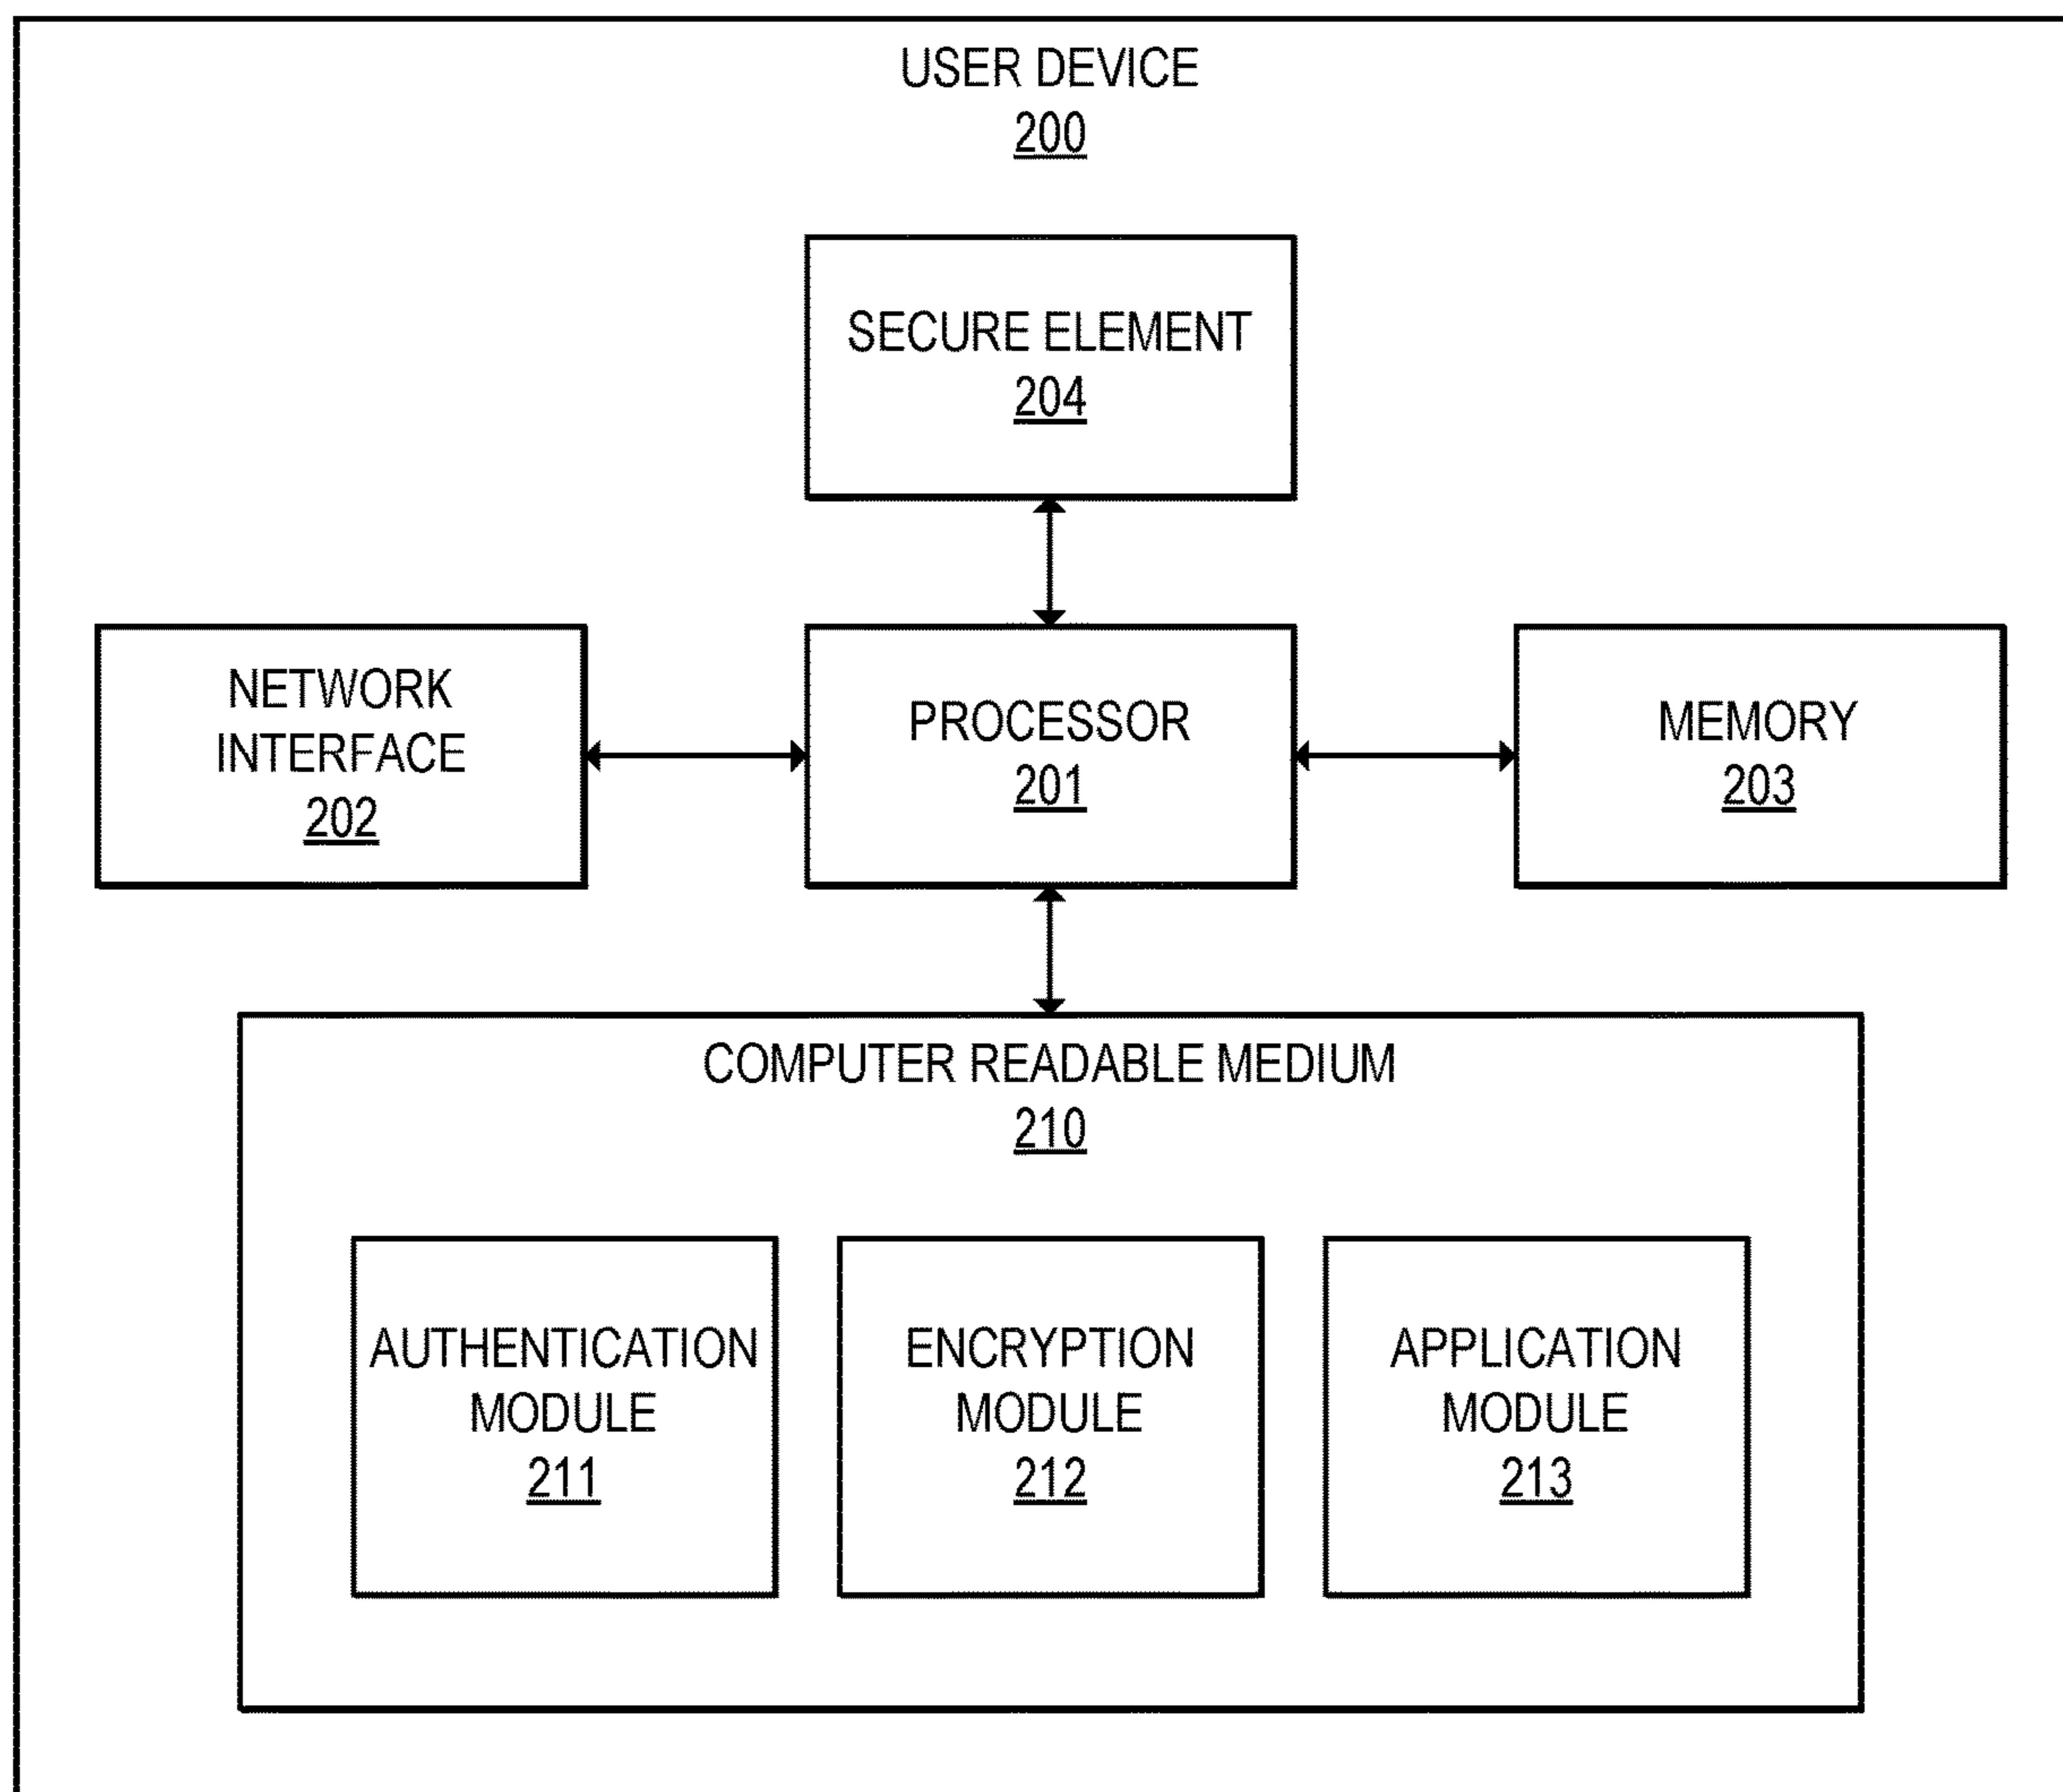 USER DEVICE
200
SECURE ELEMENT
204
NETWORK
INTERFACE
202
PROCESSOR
201
MEMORY
203
COMPUTER READABLE MEDIUM
210
AUTHENTICATION
MODULE
211
ENCRYPTION
MODULE
212
APPLICATION
MODULE
213